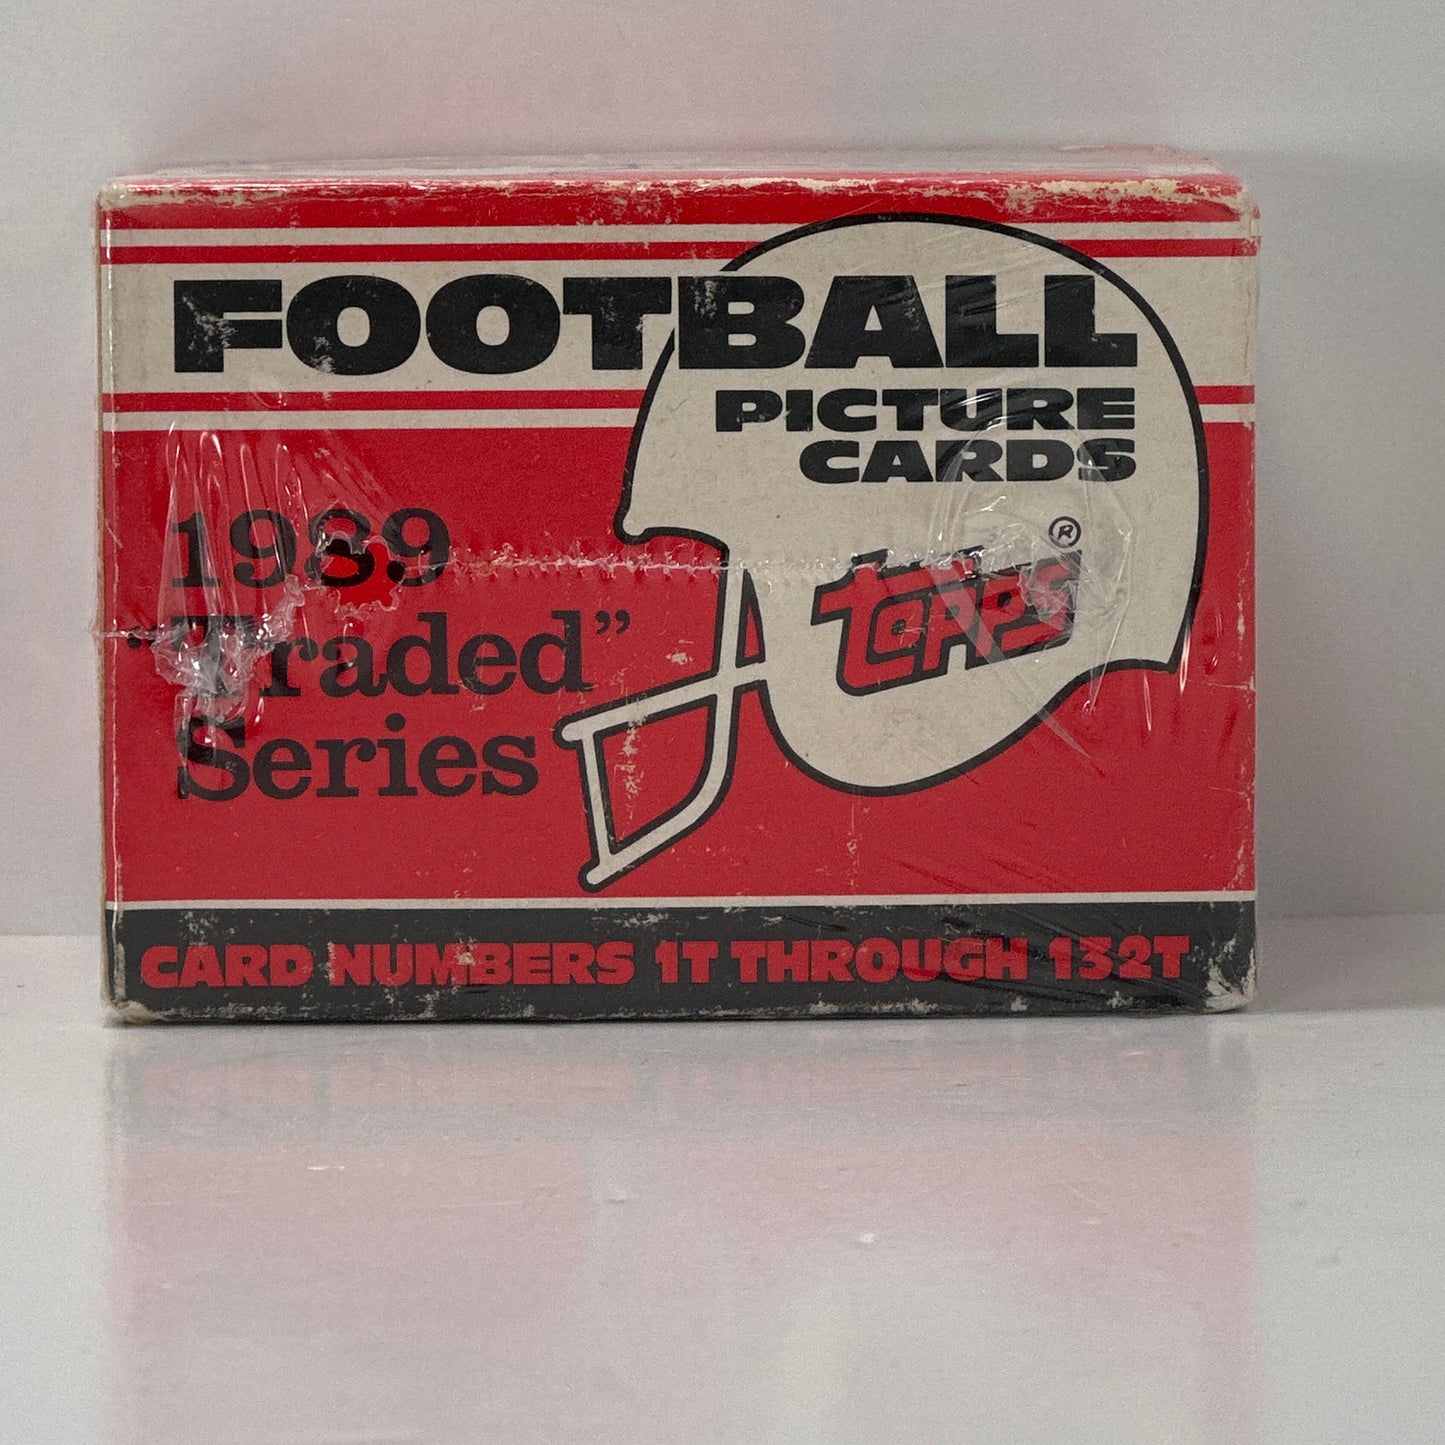 FOOTBALL
PICTURE
CARDS
1989
"Traded"
Series
TOPPS®
CARD NUMBERS 1T THROUGH 132T